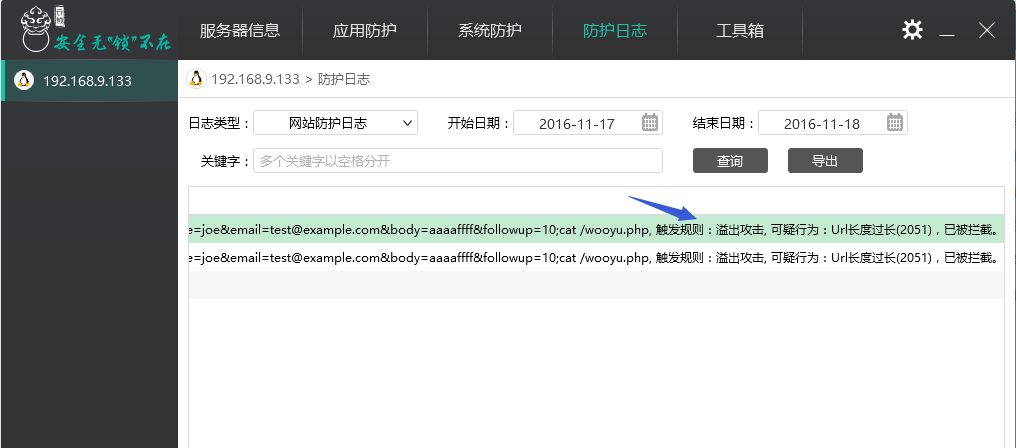 云锁
安全无"锁"不在
服务器信息
应用防护
系统防护
防护日志
工具箱
192.168.9.133
192.168.9.133 > 防护日志
日志类型：网站防护日志
开始日期：2016-11-17
结束日期：2016-11-18
关键字：多个关键字以空格分开
查询
导出
e=joe&email=test@example.com&body=aaaaffff&followup=10;cat /wooyu.php, 触发规则：溢出攻击, 可疑行为：Url长度过长(2051)，已被拦截。
e=joe&email=test@example.com&body=aaaaffff&followup=10;cat /wooyu.php, 触发规则：溢出攻击, 可疑行为：Url长度过长(2051)，已被拦截。